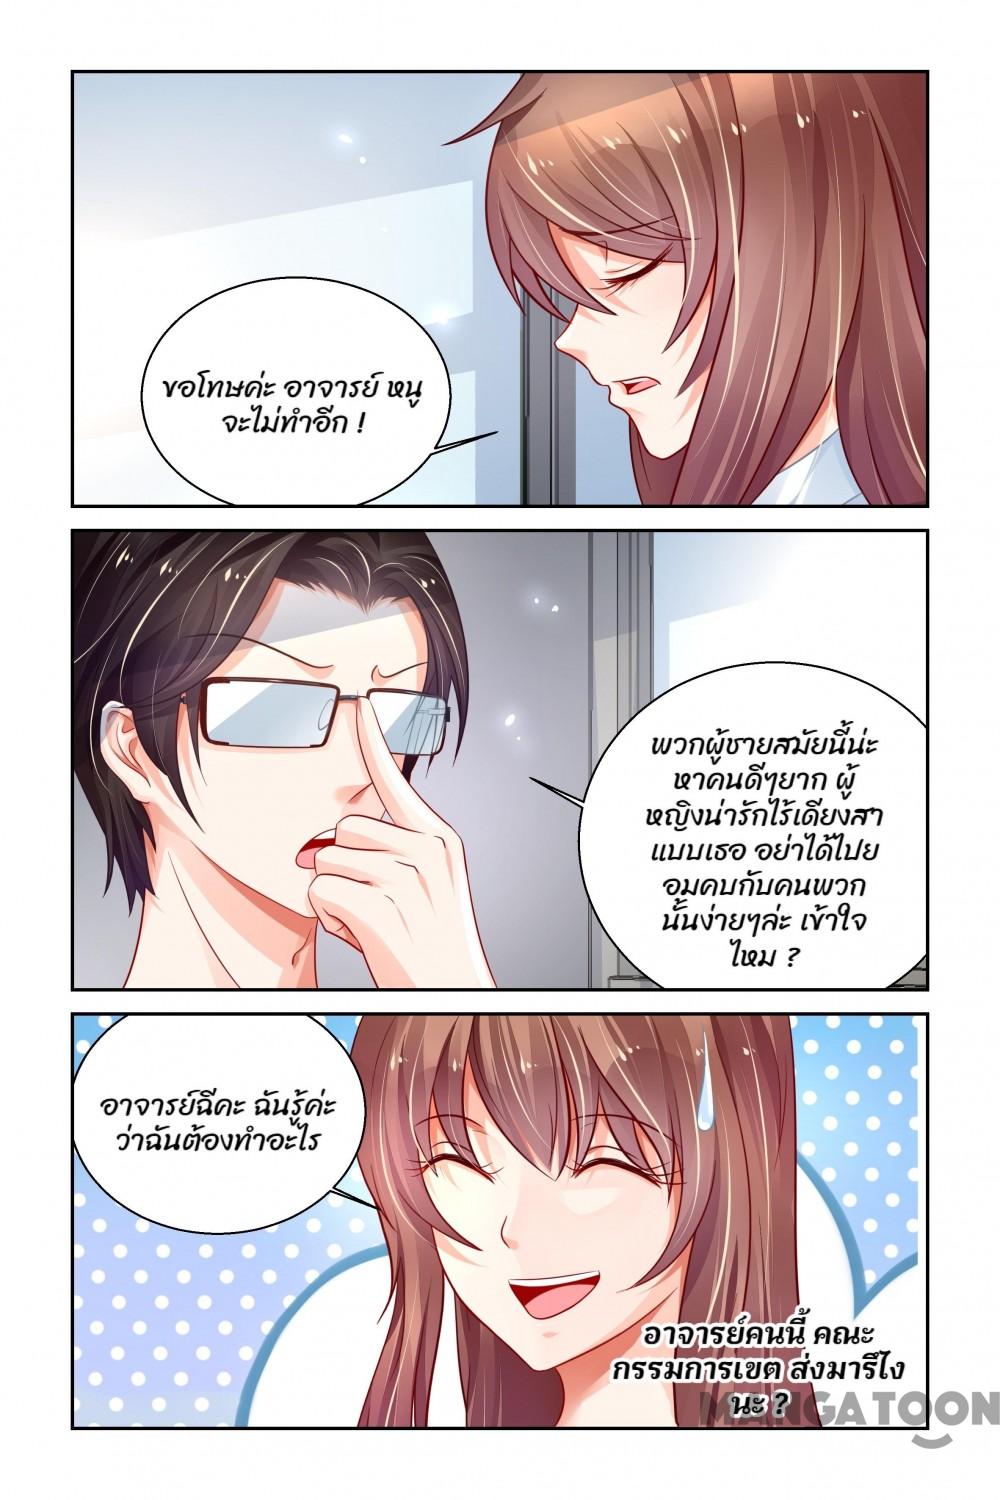 ขอโทษค่ะ อาจารย์ หนู
จะไม่ทำอีก !
พวกผู้ชายสมัยนี้น่ะ
หาคนดีๆยาก ผู้
หญิงน่ารักไร้เดียงสา
แบบเธอ อย่าได้ไปย
อมคบกับคนพวก
นั้นง่ายๆล่ะ เข้าใจ
ไหม ?
อาจารย์ฉีคะ ฉันรู้ค่ะ
ว่าฉันต้องทำอะไร
อาจารย์คนนี้ คณะ
กรรมการเขต ส่งมารึไง
นะ ?
MANGATOON